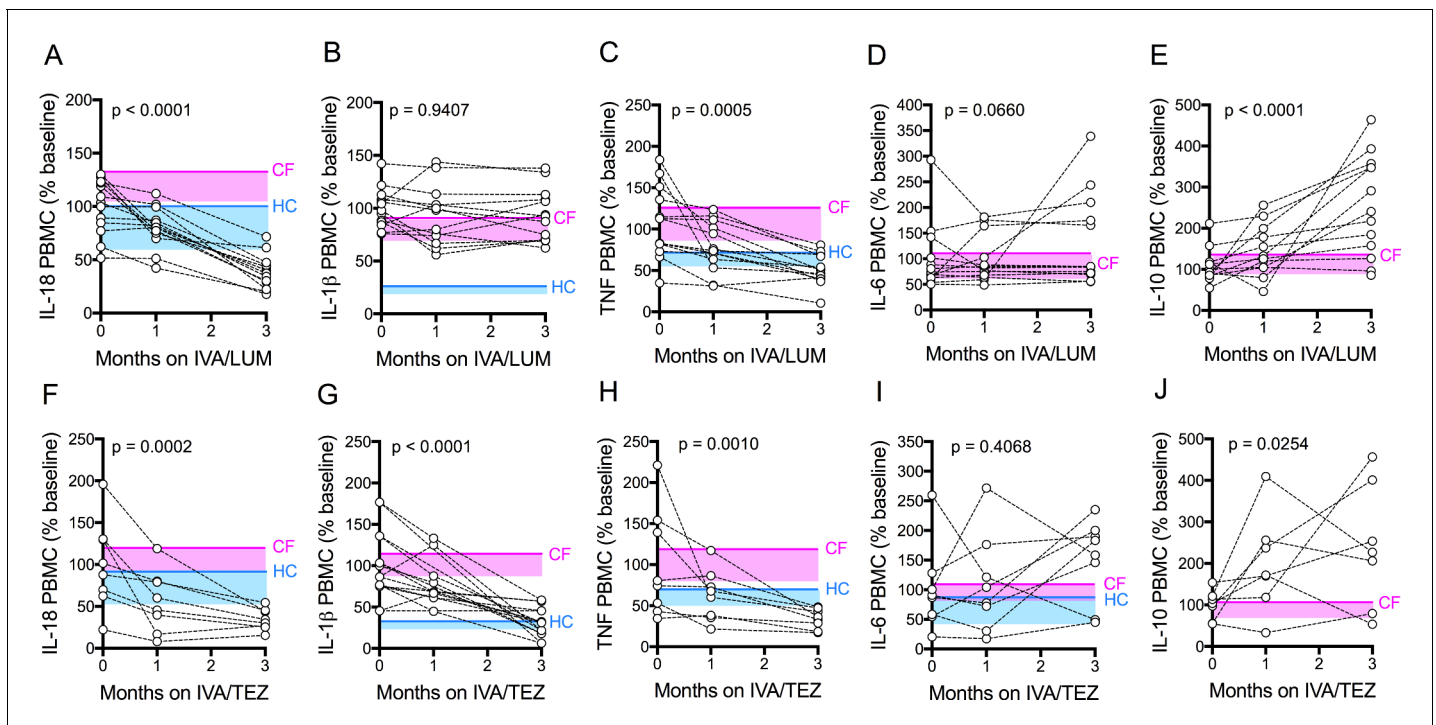 A
IL-18 PBMC (% baseline)
200
150
100
50
0
p < 0.0001
CF
HC
0 1 2 3
Months on IVA/LUM
B
IL-1β PBMC (% baseline)
200
150
100
50
0
p = 0.9407
CF
HC
0 1 2 3
Months on IVA/LUM
C
TNF PBMC (% baseline)
250
200
150
100
50
0
p = 0.0005
CF
HC
0 1 2 3
Months on IVA/LUM
D
IL-6 PBMC (% baseline)
400
350
300
250
200
150
100
50
0
p = 0.0660
CF
0 1 2 3
Months on IVA/LUM
E
IL-10 PBMC (% baseline)
500
400
300
200
100
0
p <0.0001
CF
0 1 2 3
Months on IVA/LUM
F
IL-18 PBMC (% baseline)
250
200
150
100
50
0
p = 0.0002
CF
HC
0 1 2 3
Months on IVA/TEZ
G
IL-1β PBMC (% baseline)
250
200
150
100
50
0
p < 0.0001
CF
HC
0 1 2 3
Months on IVA/TEZ
H
TNF PBMC (% baseline)
250
200
150
100
50
0
p = 0.0010
CF
HC
0 1 2 3
Months on IVA/TEZ
I
IL-6 PBMC (% baseline)
350
300
250
200
150
100
50
0
p = 0.4068
CF
HC
0 1 2 3
Months on IVA/TEZ
J
IL-10 PBMC (% baseline)
500
400
300
200
100
0
p = 0.0254
CF
0 1 2 3
Months on IVA/TEZ